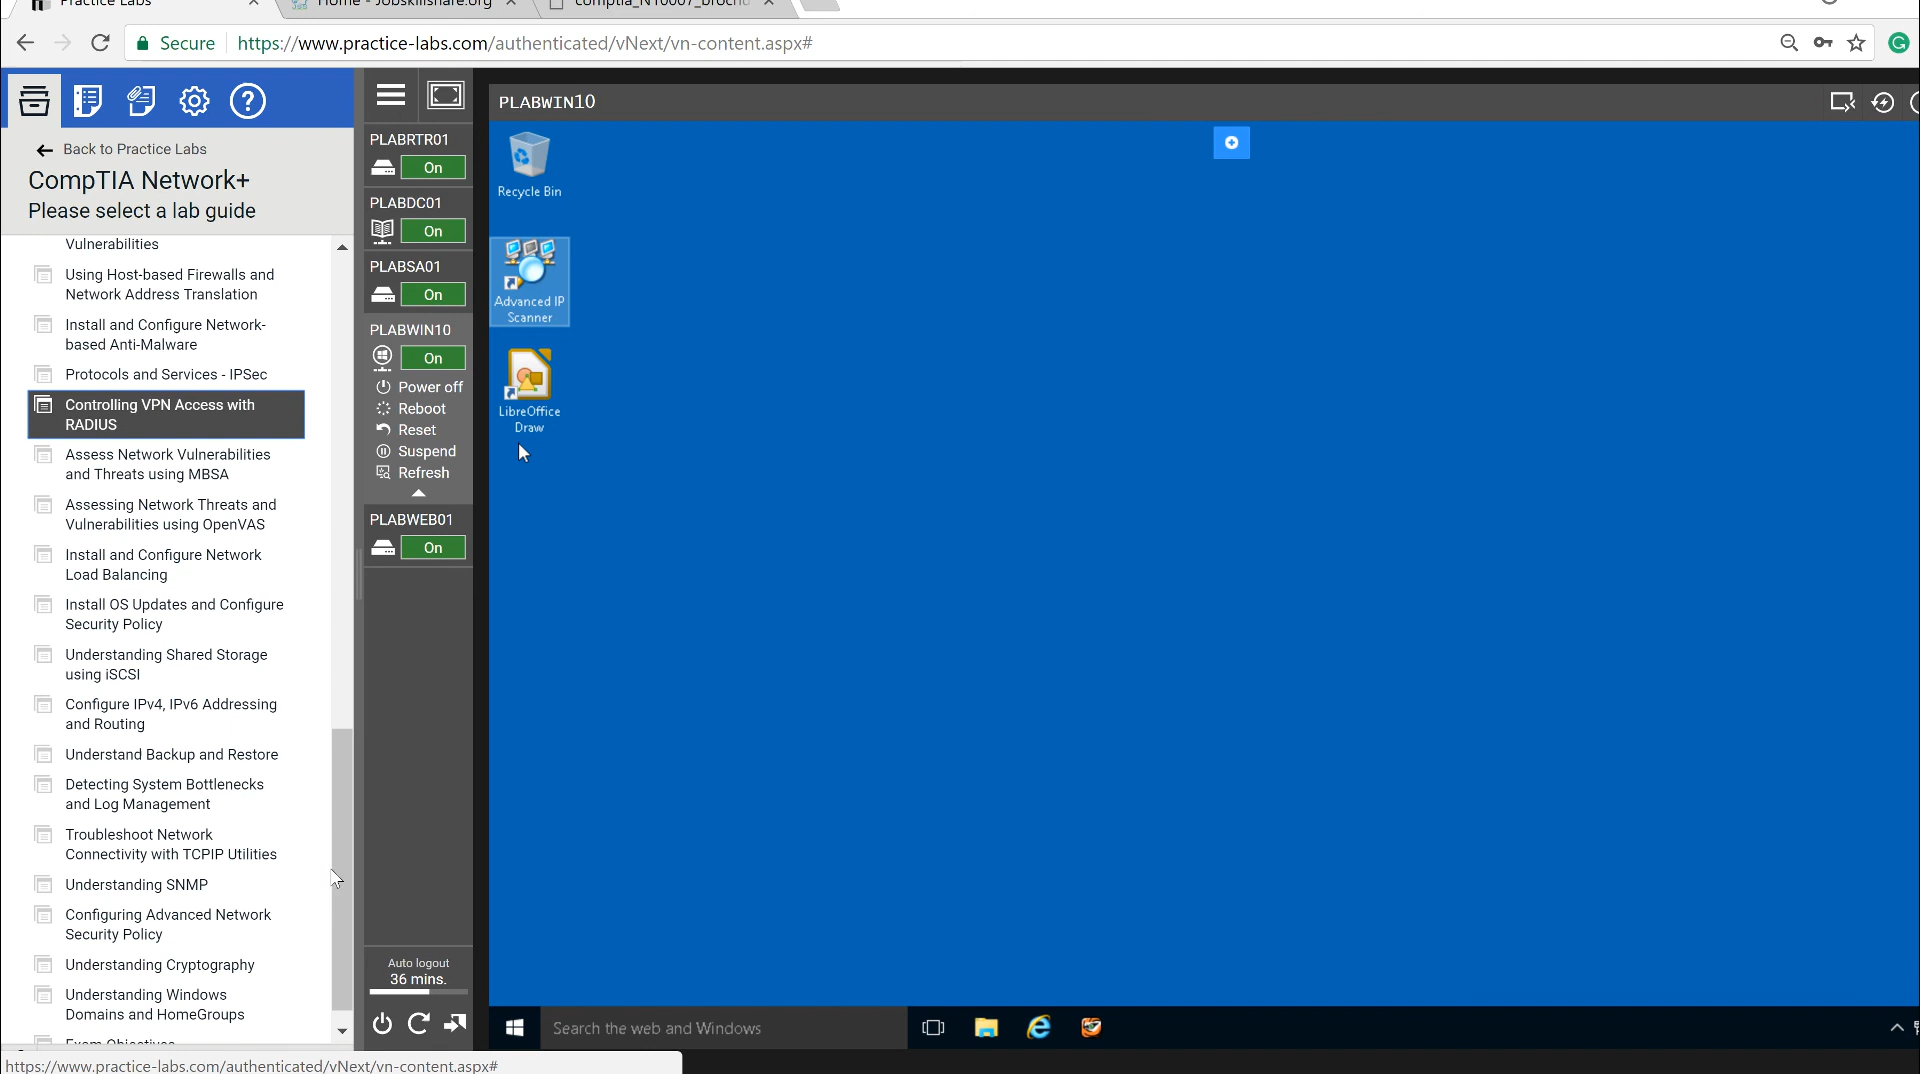 Practice Labs
Home - Jobskillshare.org
comptia_N10007_brochu
Secure
https://www.practice-labs.com/authenticated/vNext/vn-content.aspx#
Back to Practice Labs
CompTIA Network+
Please select a lab guide
Vulnerabilities
Using Host-based Firewalls and
Network Address Translation
Install and Configure Network-
based Anti-Malware
Protocols and Services - IPSec
Controlling VPN Access with
RADIUS
Assess Network Vulnerabilities
and Threats using MBSA
Assessing Network Threats and
Vulnerabilities using OpenVAS
Install and Configure Network
Load Balancing
Install OS Updates and Configure
Security Policy
Understanding Shared Storage
using iSCSI
Configure IPv4, IPv6 Addressing
and Routing
Understand Backup and Restore
Detecting System Bottlenecks
and Log Management
Troubleshoot Network
Connectivity with TCPIP Utilities
Understanding SNMP
Configuring Advanced Network
Security Policy
Understanding Cryptography
Understanding Windows
Domains and HomeGroups
Exam Objectives
https://www.practice-labs.com/authenticated/vNext/vn-content.aspx#
PLABRTR01
On
PLABDC01
On
PLABSA01
On
PLABWIN10
On
Power off
Reboot
Reset
Suspend
Refresh
PLABWEB01
On
Auto logout
36 mins.
PLABWIN10
Recycle Bin
Advanced IP
Scanner
LibreOffice
Draw
Search the web and Windows